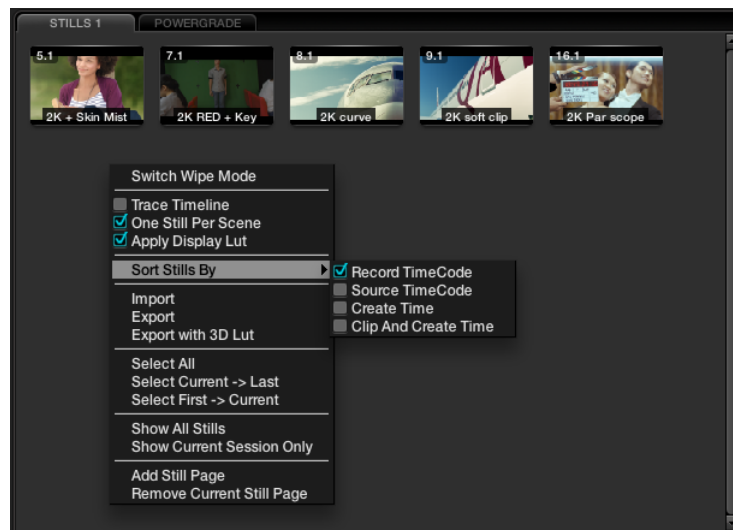 STILLS 1
POWERGRADE
5.1
7.1
8.1
9.1
16.1
2K + Skin Mist
2K RED + Key
2K curve
2K soft clip
2K Par scope
Switch Wipe Mode
Trace Timeline
One Still Per Scene
Apply Display Lut
Sort Stills By
Record TimeCode
Source TimeCode
Create Time
Clip And Create Time
Import
Export
Export with 3D Lut
Select All
Select Current -> Last
Select First -> Current
Show All Stills
Show Current Session Only
Add Still Page
Remove Current Still Page